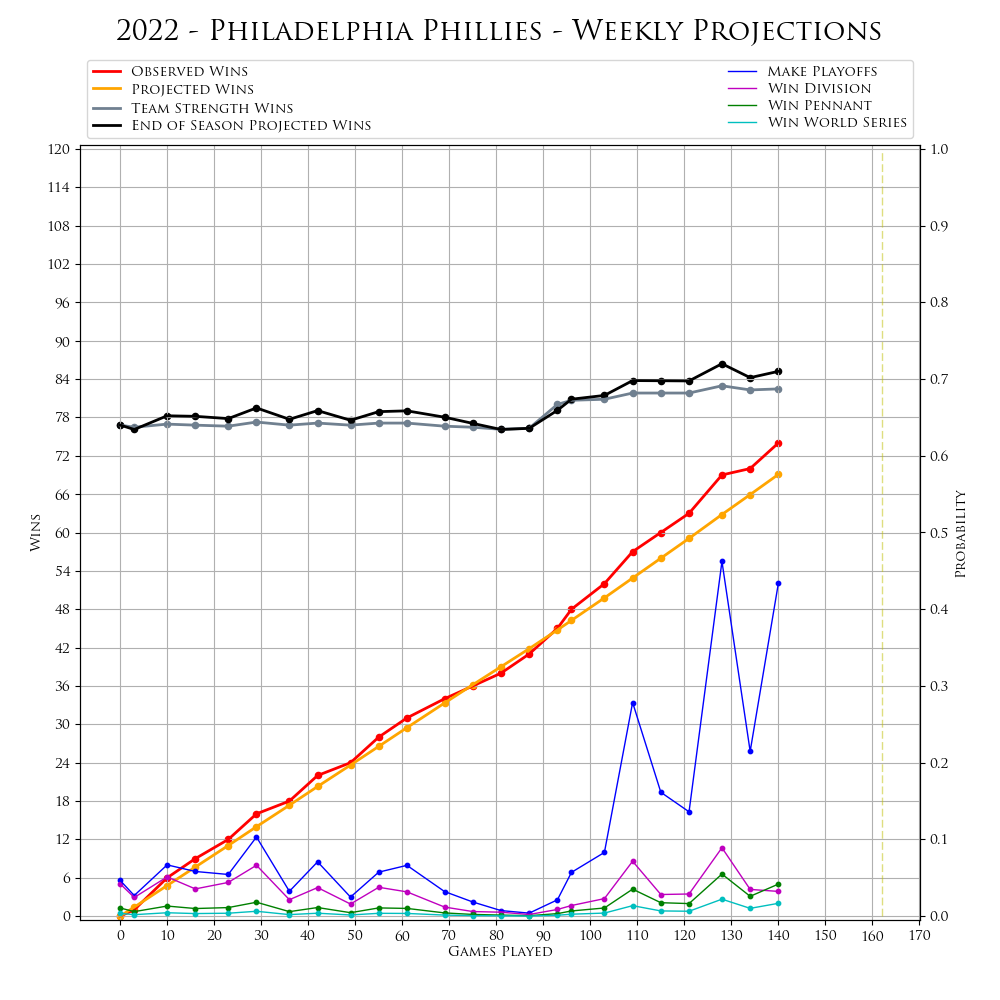 2022 - Philadelphia Phillies - Weekly Projections
Observed Wins
Projected Wins
Team Strength Wins
End of Season Projected Wins
Make Playoffs
Win Division
Win Pennant
Win World Series
120
114
108
102
96
90
84
78
72
66
60
54
48
42
36
30
24
18
12
6
0
Wins
1.0
0.9
0.8
0.7
0.6
0.5
0.4
0.3
0.2
0.1
0.0
Probability
0 10 20 30 40 50 60 70 80 90 100 110 120 130 140 150 160 170
Games Played